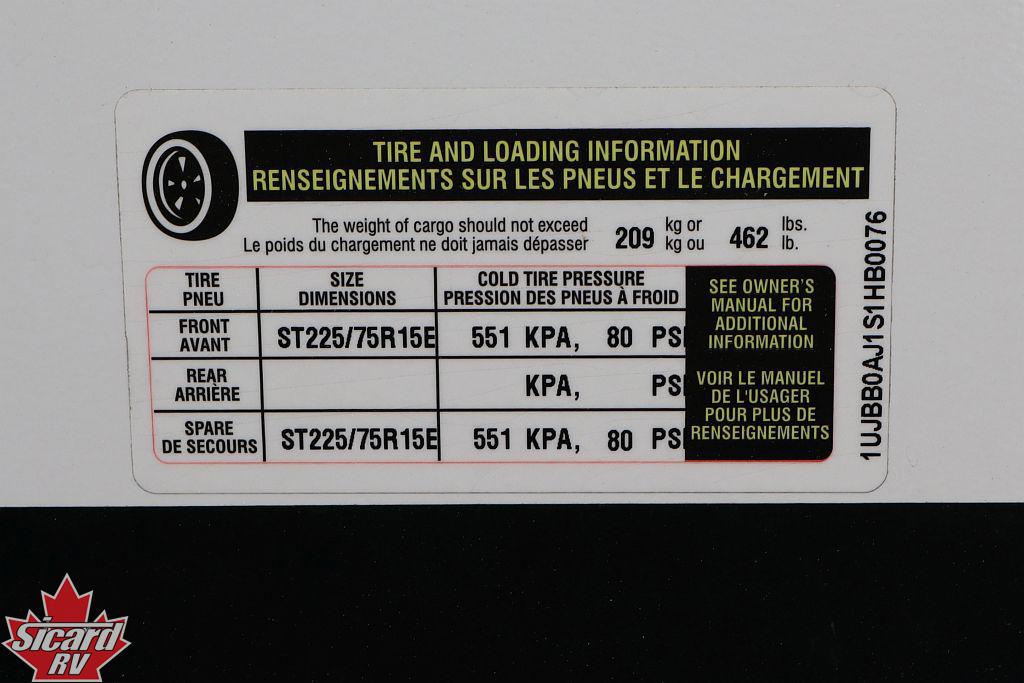 TIRE AND LOADING INFORMATION
RENSEIGNEMENTS SUR LES PNEUS ET LE CHARGEMENT
The weight of cargo should not exceed 209 kg or 462 lbs.
Le poids du chargement ne doit jamais dépasser kg ou lb.
TIRE SIZE COLD TIRE PRESSURE
PNEU DIMENSIONS PRESSION DES PNEUS À FROID
FRONT
AVANT ST225/75R15E 551 KPA, 80 PSI
REAR
ARRIÈRE KPA, PSI
SPARE
DE SECOURS ST225/75R15E 551 KPA, 80 PSI
SEE OWNER'S
MANUAL FOR
ADDITIONAL
INFORMATION
VOIR LE MANUEL
DE L'USAGER
POUR PLUS DE
RENSEIGNEMENTS
1UJBB0AJ1S1HB0076
Sicard
RV